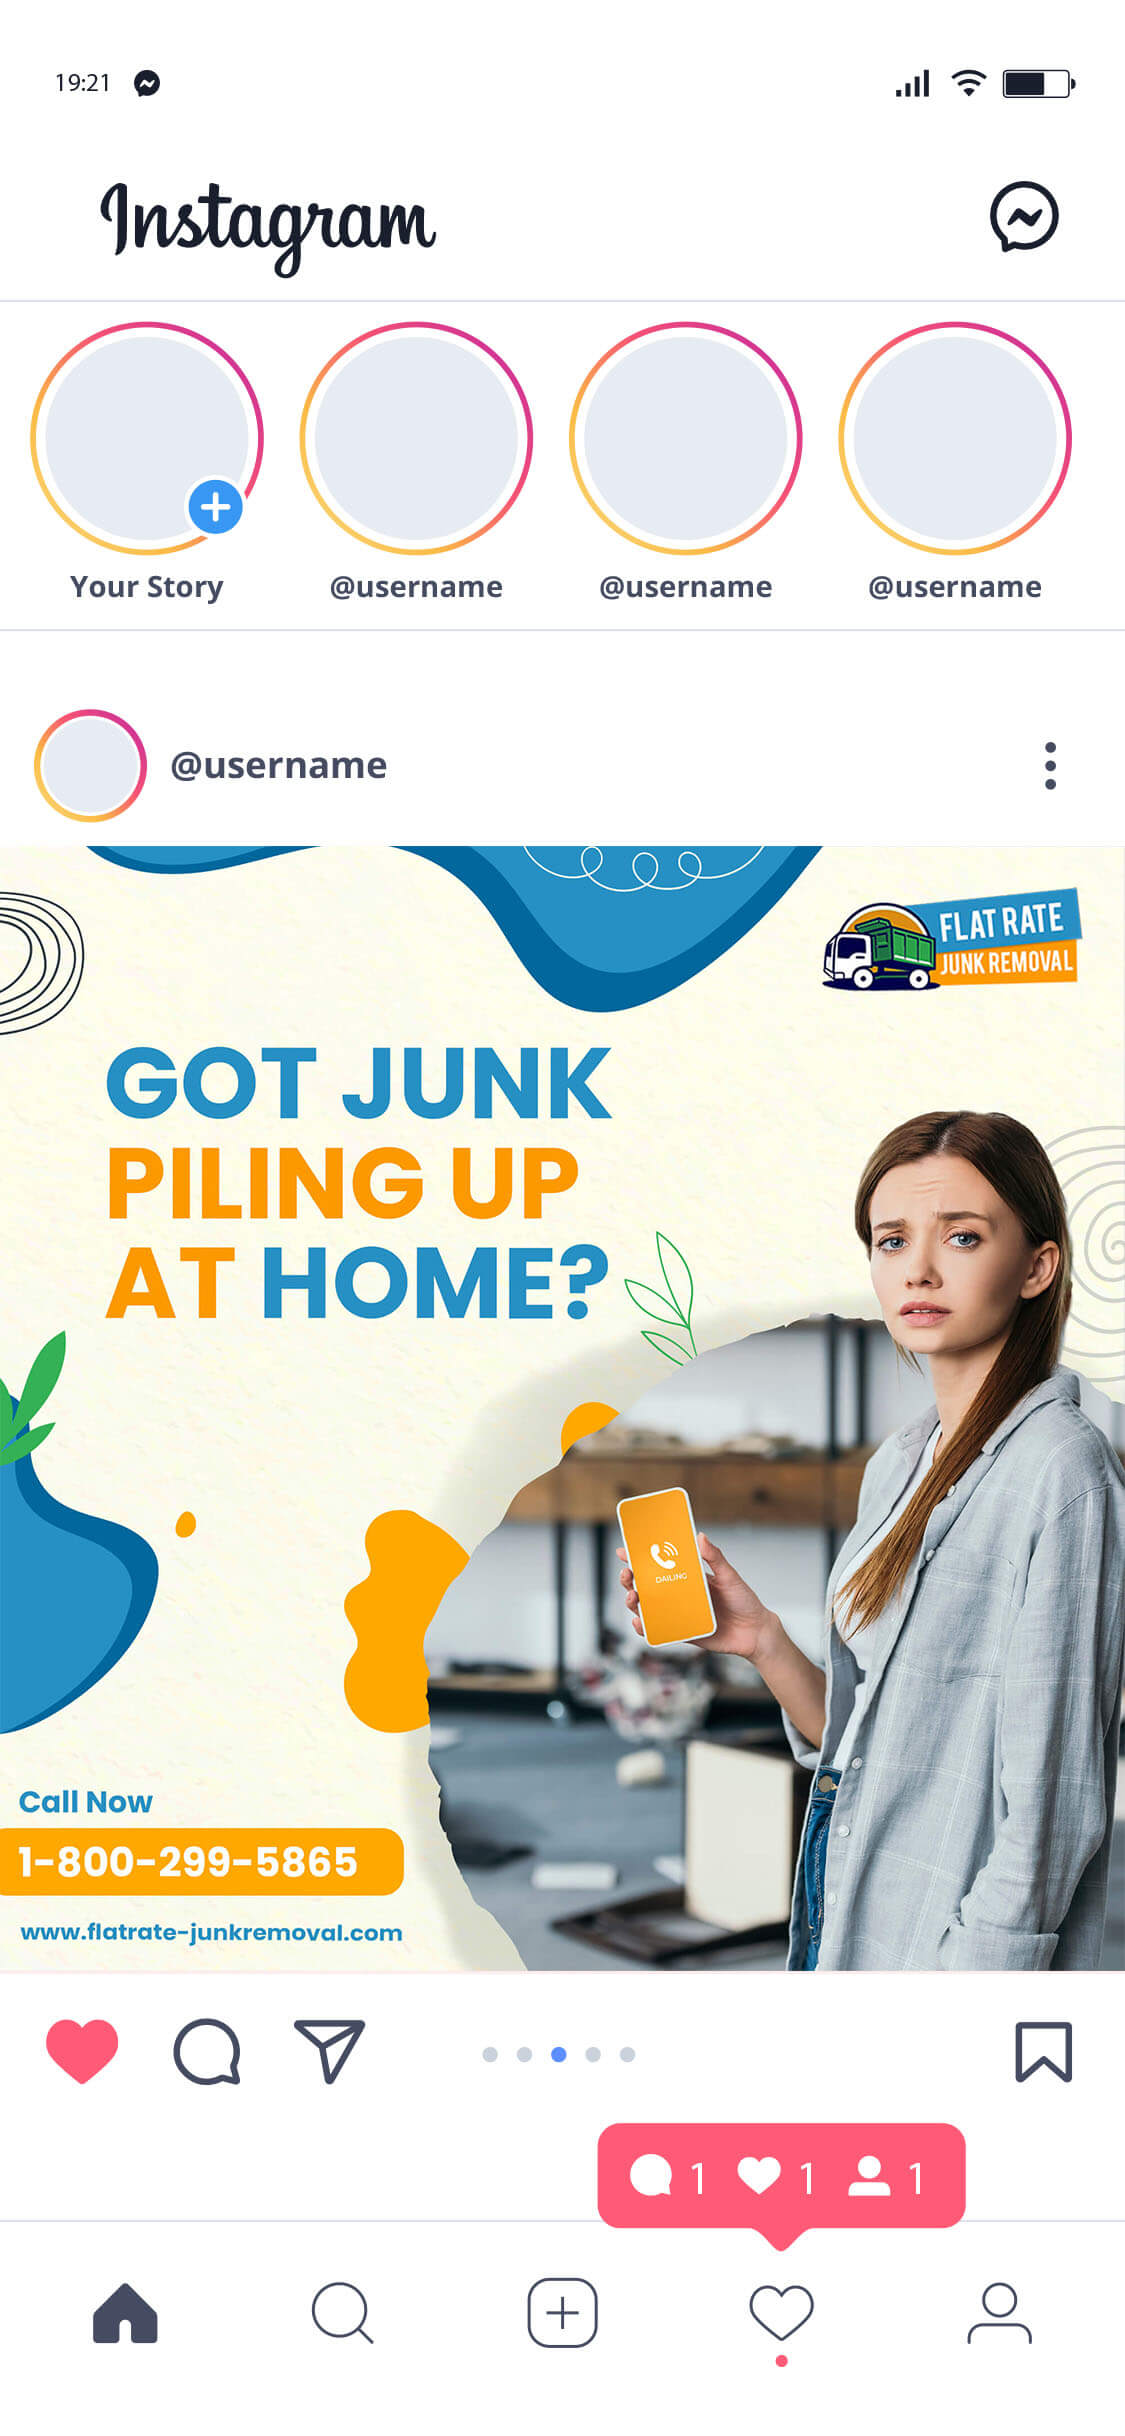 19:21
Instagram
Your Story
@username
@username
@username
@username
FLAT RATE
JUNK REMOVAL
GOT JUNK
PILING UP
AT HOME?
DAILING
Call Now
1-800-299-5865
www.flatrate-junkremoval.com
1 1 1